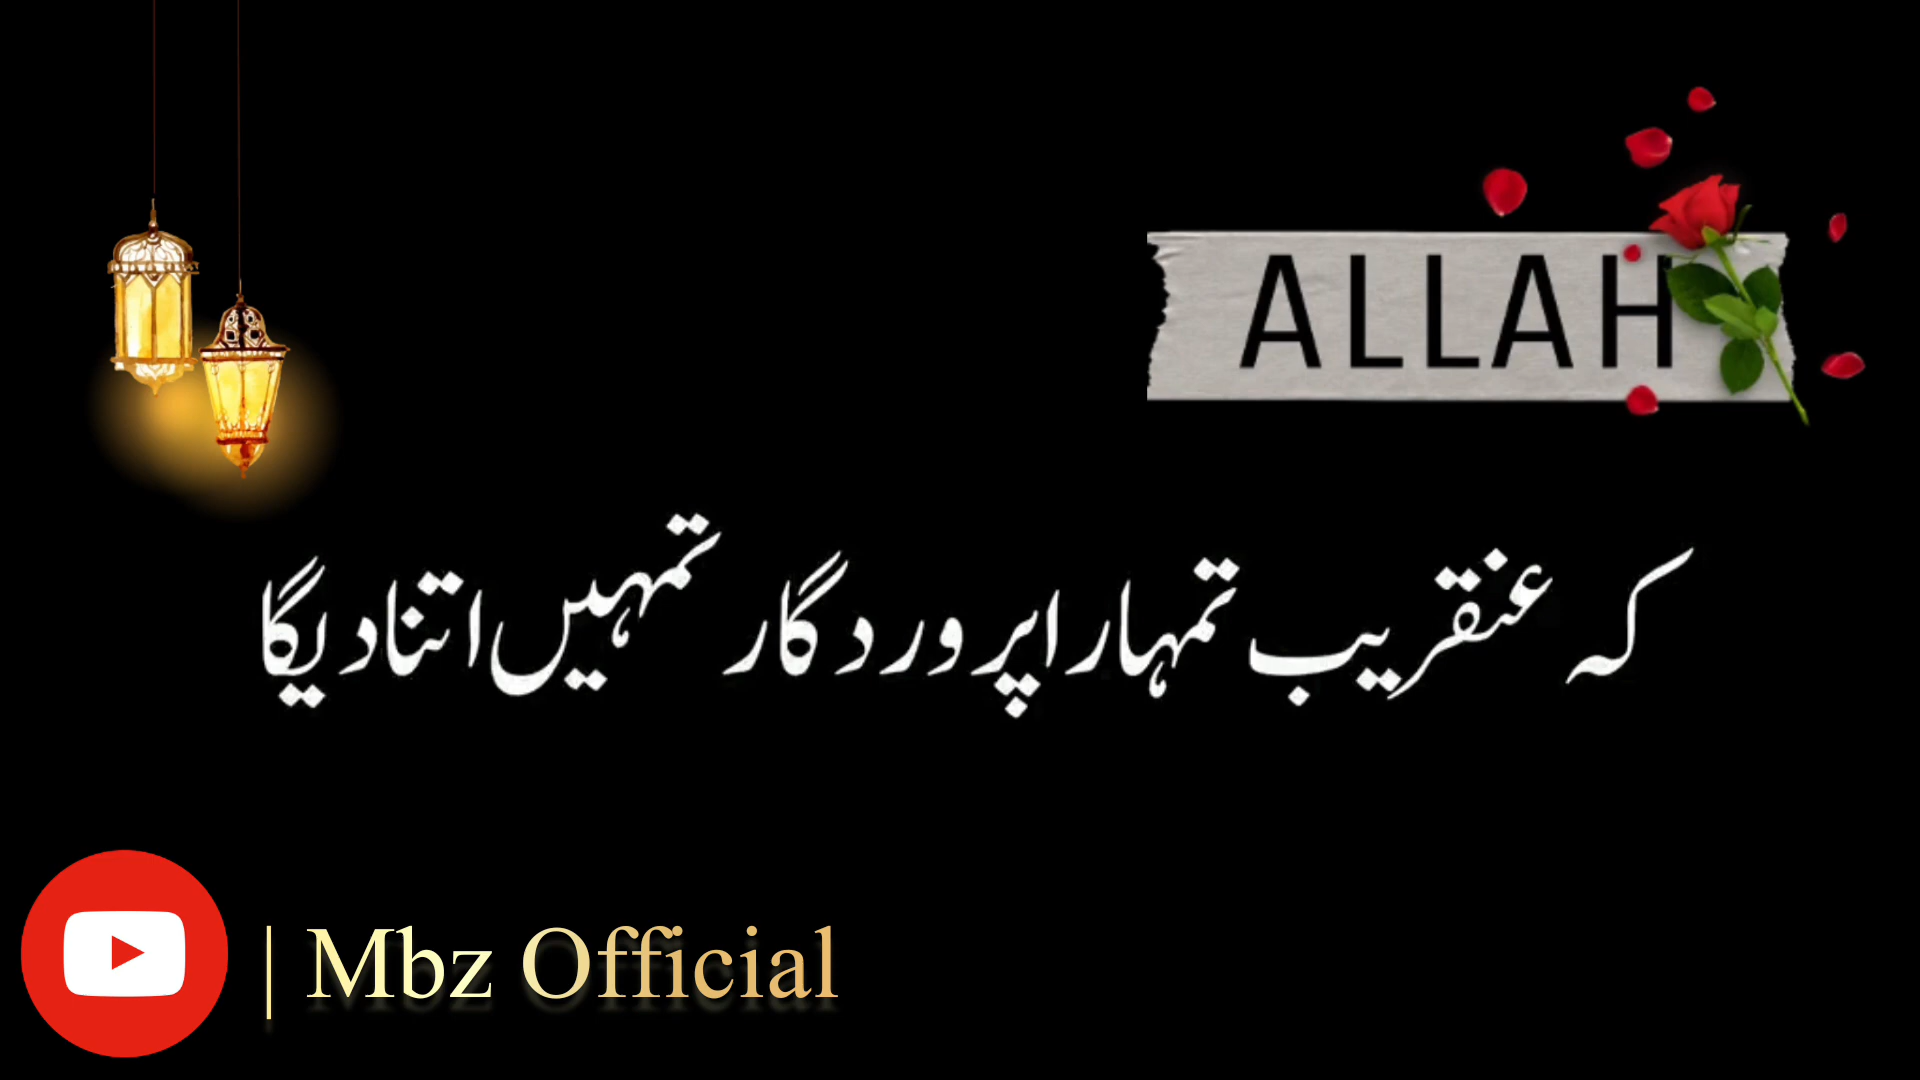 ALLAH
کہ عنقریب تمہارا پروردگار تمہیں اتنا دیگا
| Mbz Official